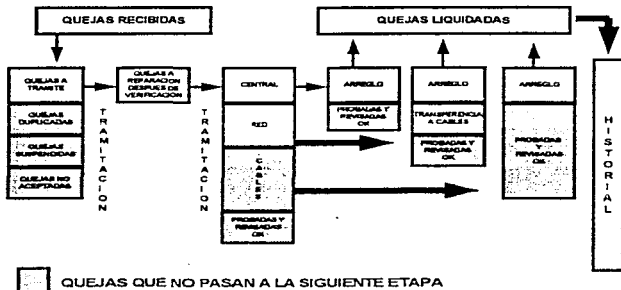 QUEJAS RECIBIDAS
QUEJAS LIQUIDADAS
QUEJAS A
TRAMITE
QUEJAS
DUPLICADAS
QUEJAS
SUSPENDIDAS
QUEJAS NO
ACEPTADAS
TRAMITACION
QUEJAS A
REPARACION
DESPUES DE
VERIFICACION
TRAMITACION
CENTRAL
RED
CABLES
PROBADAS Y
REVISADAS
OK
ARREGLO
PROBADAS Y
REVISADAS
OK
ARREGLO
TRANSFERENCIA
A CABLES
PROBADAS Y
REVISADAS
OK
ARREGLO
PROBADAS
Y
REVISADAS
OK
HISTORIAL
QUEJAS QUE NO PASAN A LA SIGUIENTE ETAPA